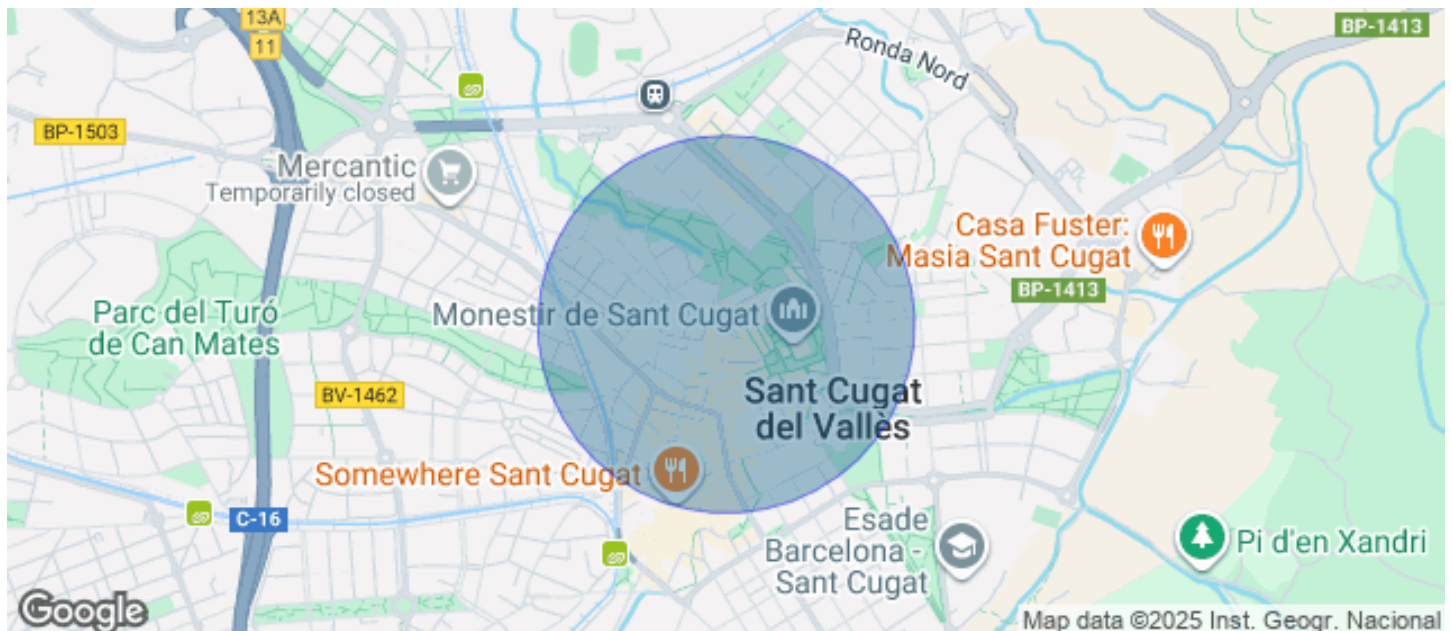 13A
11
BP-1413
Ronda Nord
BP-1503
Mercantic
Temporarily closed
Casa Fuster:
Masia Sant Cugat
BP-1413
Parc del Turó
de Can Mates
Monestir de Sant Cugat
BV-1462
Sant Cugat
del Vallès
Somewhere Sant Cugat
C-16
Esade
Barcelona -
Sant Cugat
Pi d'en Xandri
Google
Map data ©2025 Inst. Geogr. Nacional